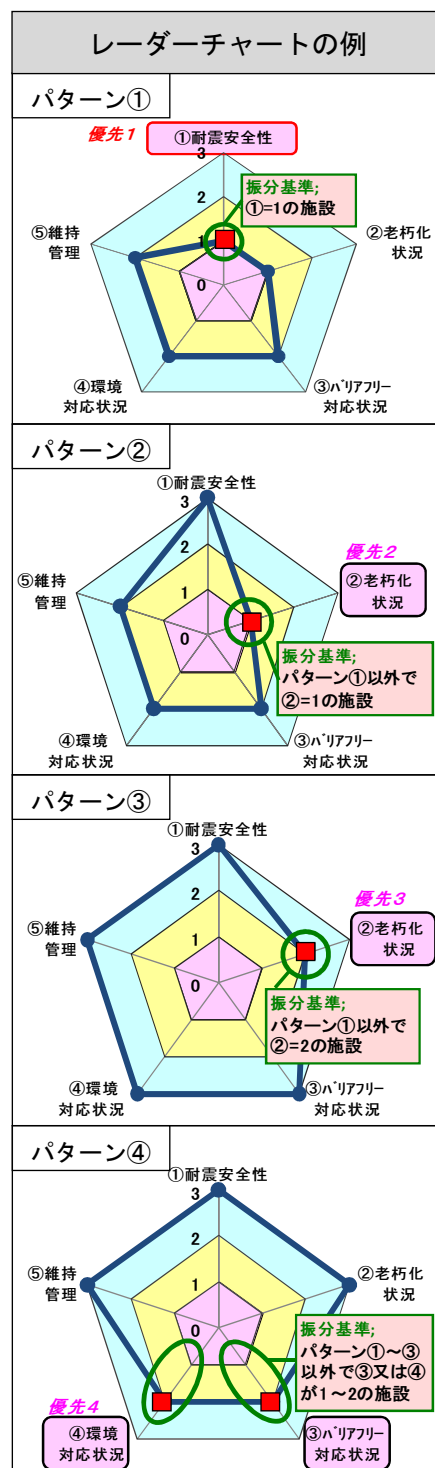 レーダーチャートの例
パターン①
優先1
①耐震安全性
3
2
1
0
振分基準;
①=1の施設
②老朽化
状況
③ﾊﾞﾘｱﾌﾘｰ
対応状況
④環境
対応状況
⑤維持
管理
パターン②
①耐震安全性
3
2
1
0
優先2
②老朽化
状況
振分基準;
パターン①以外で
②=1の施設
③ﾊﾞﾘｱﾌﾘｰ
対応状況
④環境
対応状況
⑤維持
管理
パターン③
①耐震安全性
3
2
1
0
優先3
②老朽化
状況
振分基準;
パターン①以外で
②=2の施設
③ﾊﾞﾘｱﾌﾘｰ
対応状況
④環境
対応状況
⑤維持
管理
パターン④
①耐震安全性
3
2
1
0
②老朽化
状況
振分基準;
パターン①～③
以外で③又は④
が1～2の施設
③ﾊﾞﾘｱﾌﾘｰ
対応状況
優先4
④環境
対応状況
⑤維持
管理